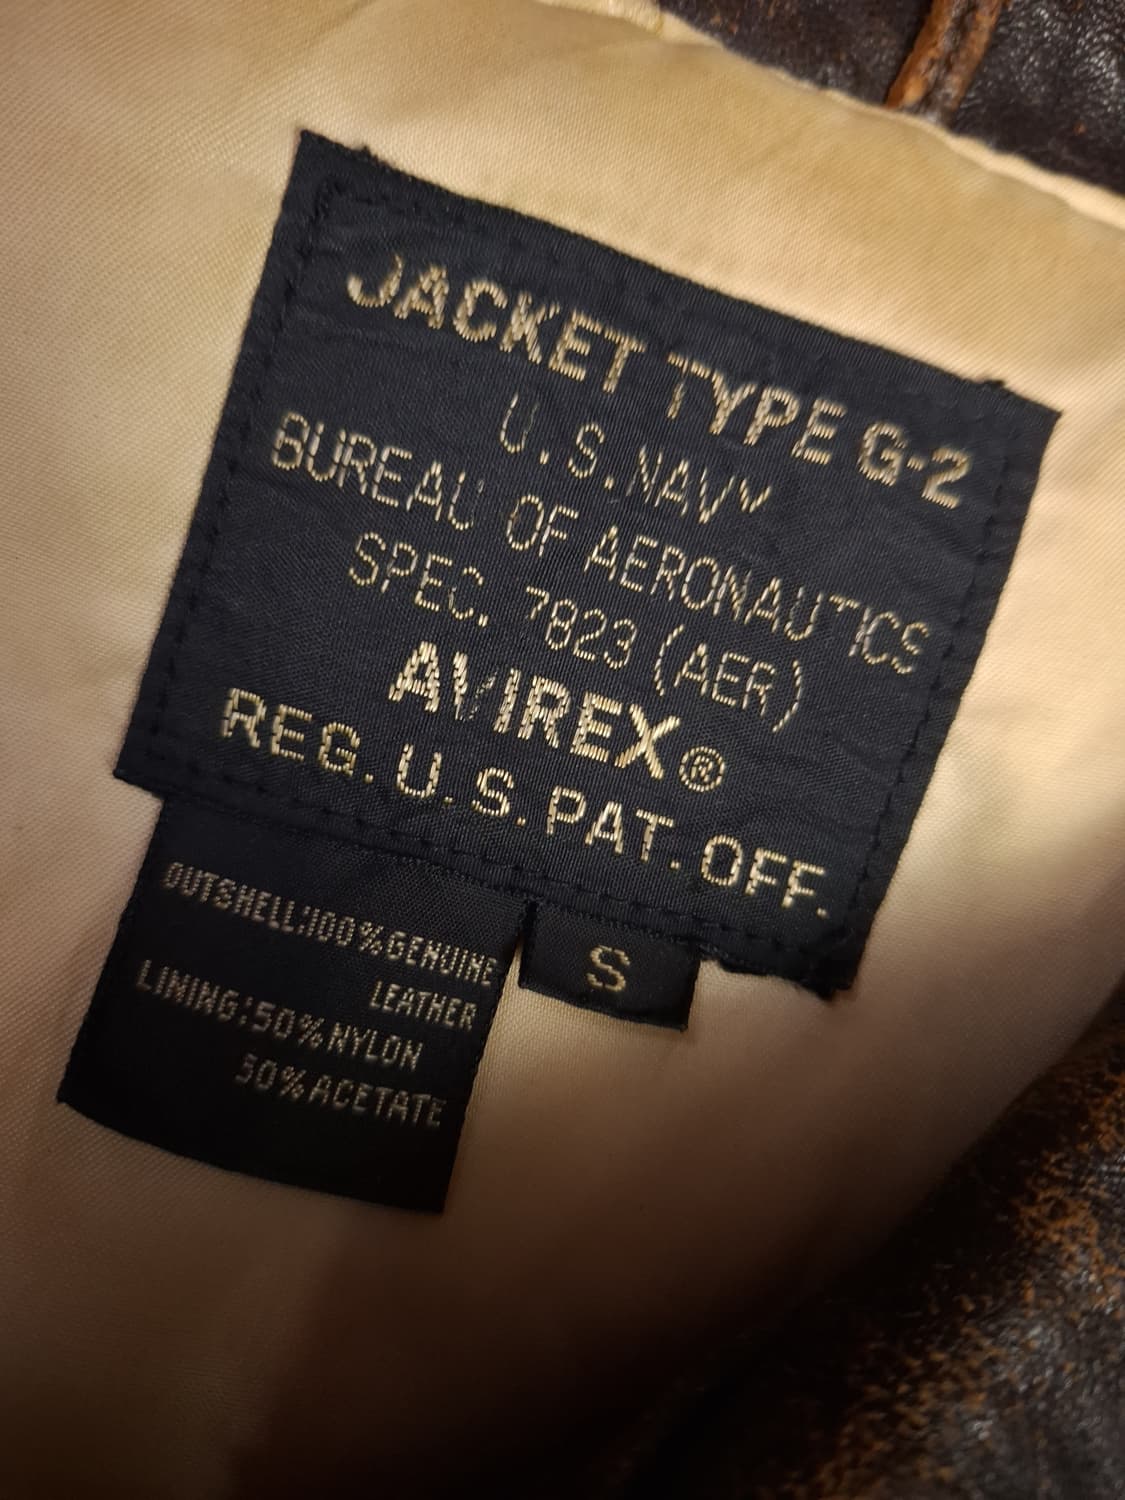 JACKET TYPE G-2
U.S.NAVY
BUREAU OF AERONAUTICS
SPEC. 7823 (AER)
AVIREX®
REG. U.S. PAT. OFF.
OUTSHELL;100%GENUINE
LEATHER
LINING;50%NYLON
50%ACETATE
S